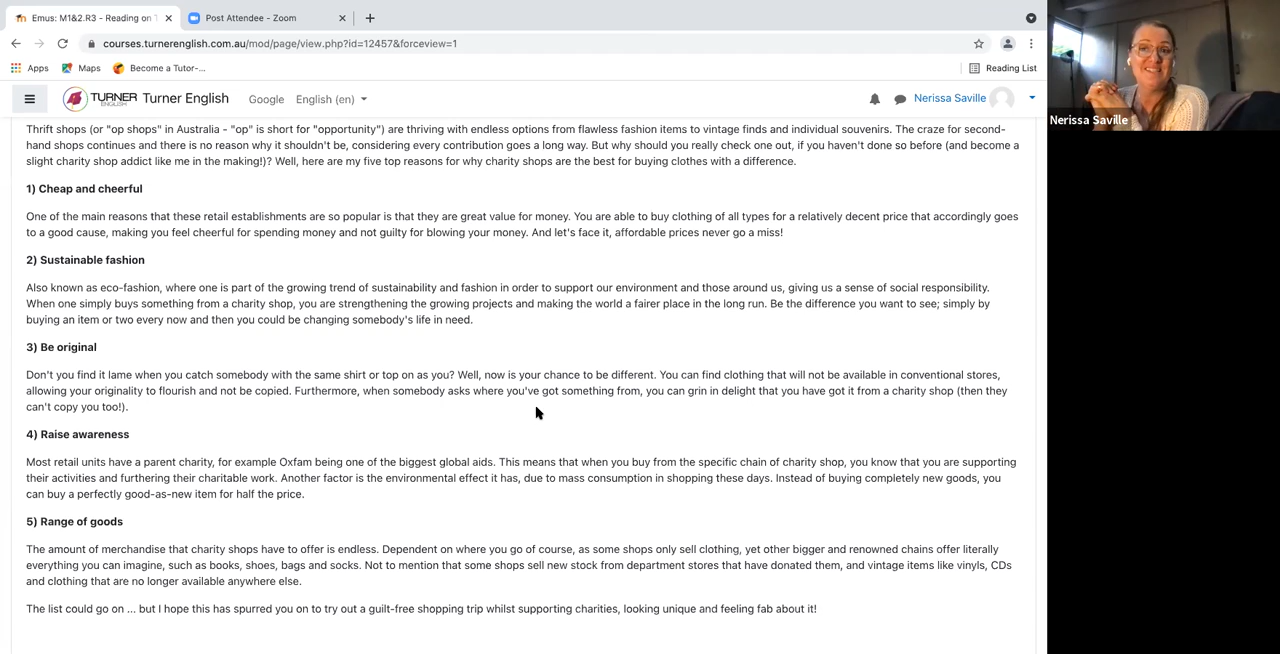 Emus: M1&2.R3 - Reading on T
Post Attendee - Zoom
courses.turnerenglish.com.au/mod/page/view.php?id=12457&forceview=1
Apps
Maps
Become a Tutor-...
Reading List
TURNER
ENGLISH
Turner English
Google
English (en)
Nerissa Saville
Nerissa Saville
Thrift shops (or "op shops" in Australia - "op" is short for "opportunity") are thriving with endless options from flawless fashion items to vintage finds and individual souvenirs. The craze for second-
hand shops continues and there is no reason why it shouldn't be, considering every contribution goes a long way. But why should you really check one out, if you haven't done so before (and become a
slight charity shop addict like me in the making!)? Well, here are my five top reasons for why charity shops are the best for buying clothes with a difference.
1) Cheap and cheerful
One of the main reasons that these retail establishments are so popular is that they are great value for money. You are able to buy clothing of all types for a relatively decent price that accordingly goes
to a good cause, making you feel cheerful for spending money and not guilty for blowing your money. And let's face it, affordable prices never go a miss!
2) Sustainable fashion
Also known as eco-fashion, where one is part of the growing trend of sustainability and fashion in order to support our environment and those around us, giving us a sense of social responsibility.
When one simply buys something from a charity shop, you are strengthening the growing projects and making the world a fairer place in the long run. Be the difference you want to see; simply by
buying an item or two every now and then you could be changing somebody's life in need.
3) Be original
Don't you find it lame when you catch somebody with the same shirt or top on as you? Well, now is your chance to be different. You can find clothing that will not be available in conventional stores,
allowing your originality to flourish and not be copied. Furthermore, when somebody asks where you've got something from, you can grin in delight that you have got it from a charity shop (then they
can't copy you too!).
4) Raise awareness
Most retail units have a parent charity, for example Oxfam being one of the biggest global aids. This means that when you buy from the specific chain of charity shop, you know that you are supporting
their activities and furthering their charitable work. Another factor is the environmental effect it has, due to mass consumption in shopping these days. Instead of buying completely new goods, you
can buy a perfectly good-as-new item for half the price.
5) Range of goods
The amount of merchandise that charity shops have to offer is endless. Dependent on where you go of course, as some shops only sell clothing, yet other bigger and renowned chains offer literally
everything you can imagine, such as books, shoes, bags and socks. Not to mention that some shops sell new stock from department stores that have donated them, and vintage items like vinyls, CDs
and clothing that are no longer available anywhere else.
The list could go on ... but I hope this has spurred you on to try out a guilt-free shopping trip whilst supporting charities, looking unique and feeling fab about it!